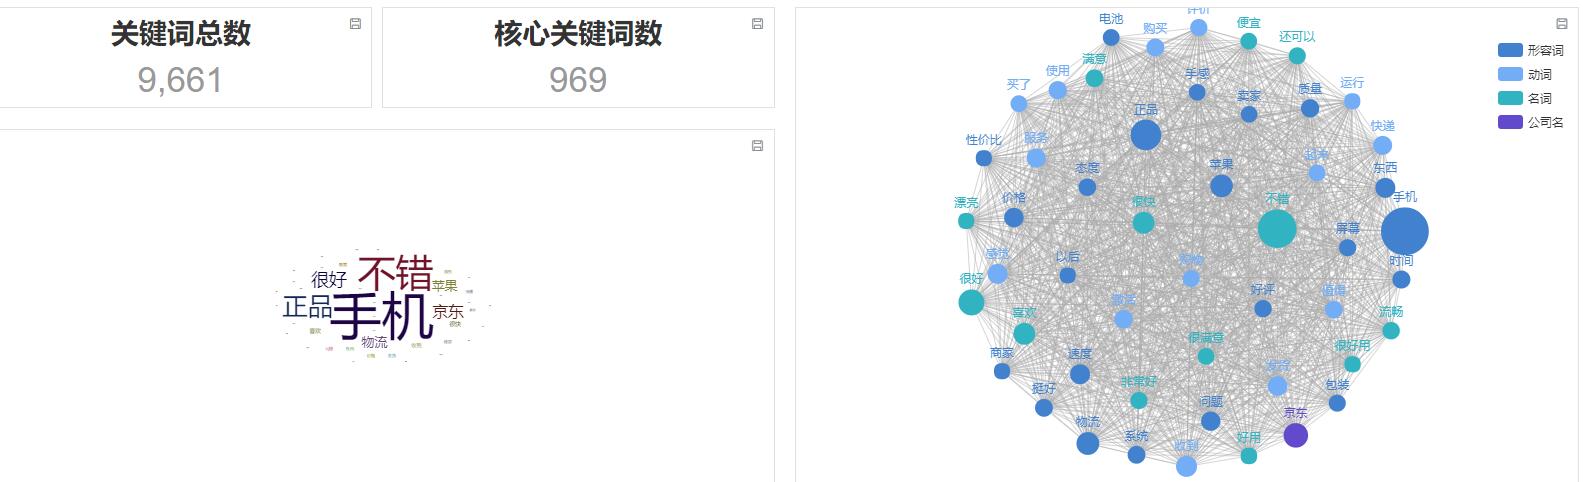 关键词总数
9,661
核心关键词数
969
不错
很好
苹果
正品
手机
京东
很快
喜欢
物流
形容词
动词
名词
公司名
电池
购买
评价
便宜
还可以
满意
使用
手感
买了
卖家
质量
运行
正品
快递
性价比
服务
态度
苹果
东西
漂亮
价格
很快
不错
手机
屏幕
感觉
以后
时间
很好
好评
喜欢
流畅
很满意
很好用
商家
速度
非常好
包装
挺好
问题
京东
物流
系统
收到
好用